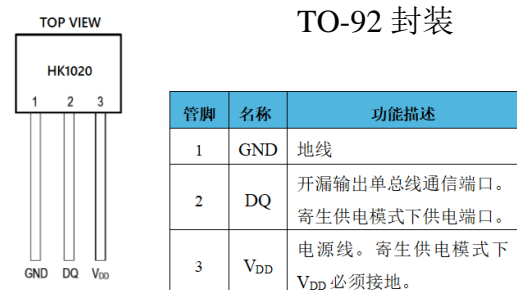 TOP VIEW
TO-92 封装
HK1020
1 2 3
GND DQ VDD
管脚 名称 功能描述
1 GND 地线
2 DQ 开漏输出单总线通信端口。
寄生供电模式下供电端口。
3 VDD 电源线。寄生供电模式下
VDD 必须接地。